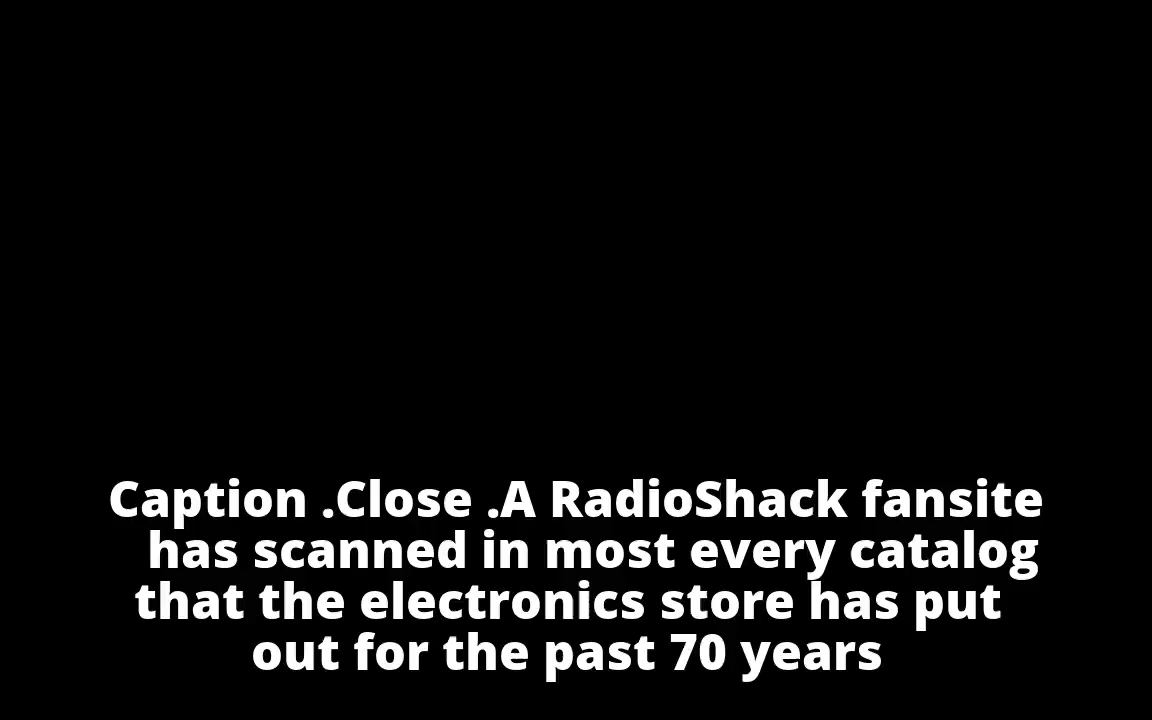 Caption .Close .A RadioShack fansite
has scanned in most every catalog
that the electronics store has put
out for the past 70 years